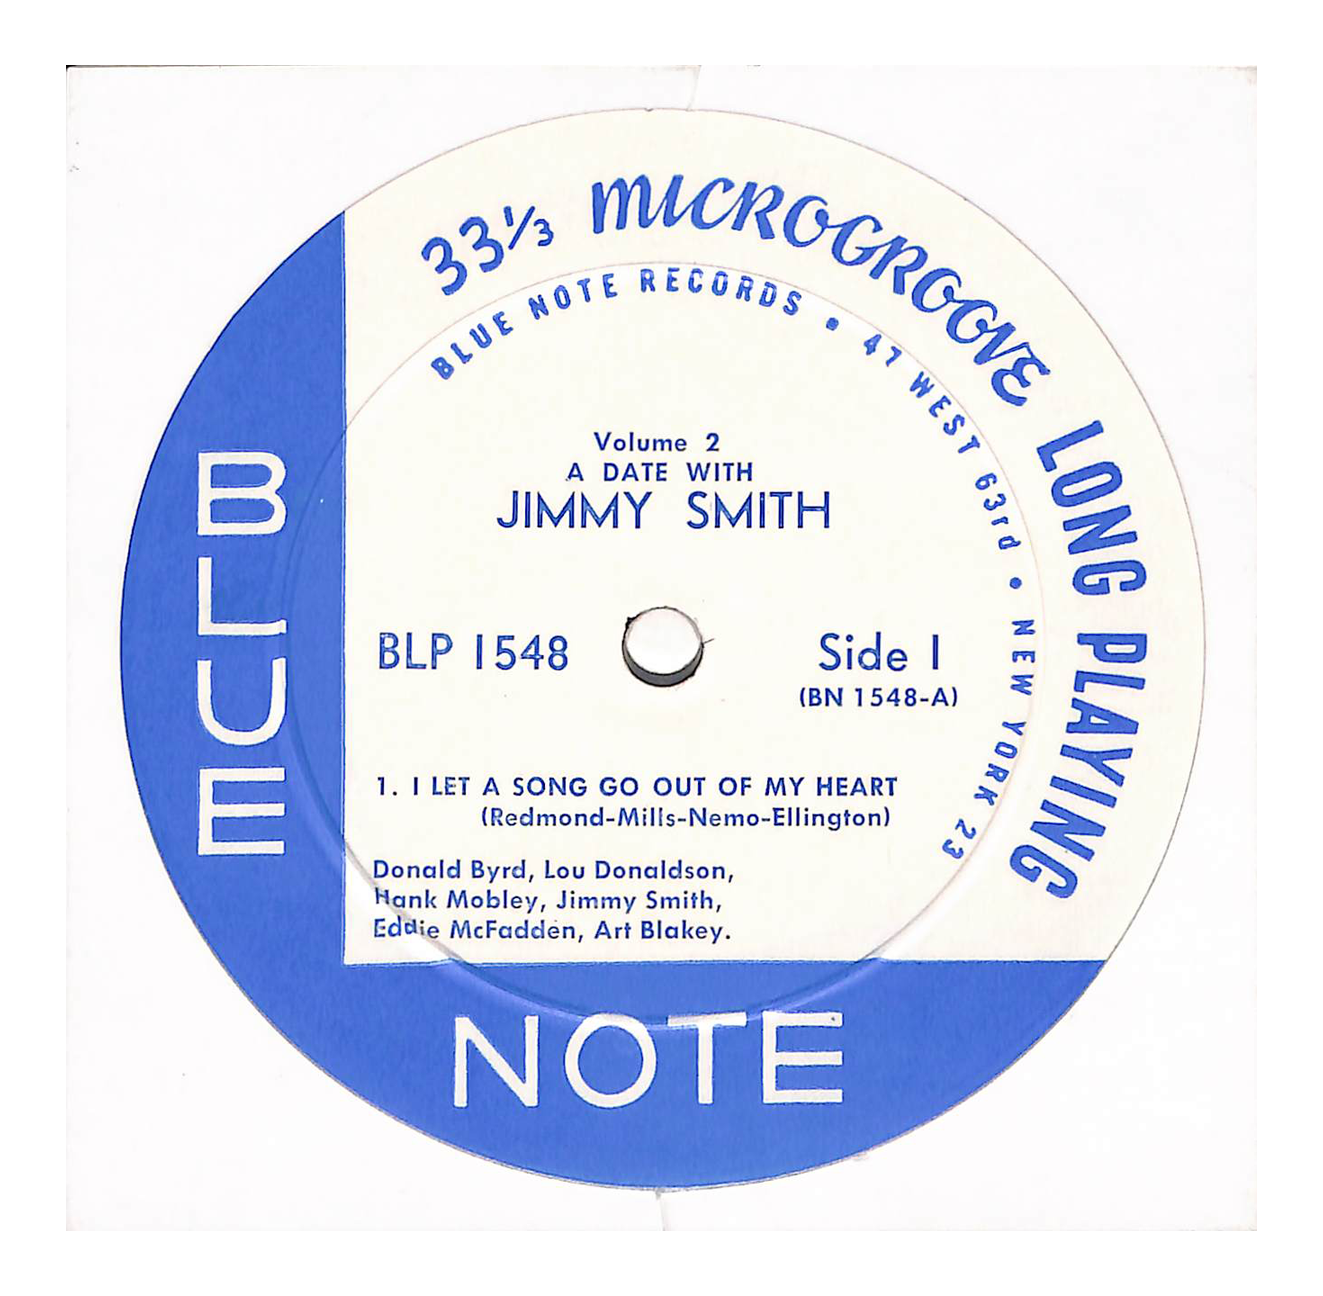 33⅓ MICROGROOVE LONG PLAYING
BLUE NOTE RECORDS • 47 WEST 63rd • NEW YORK 23
BLUE
Volume 2
A DATE WITH
JIMMY SMITH
BLP 1548
Side 1
(BN 1548-A)
1. I LET A SONG GO OUT OF MY HEART
(Redmond-Mills-Nemo-Ellington)
Donald Byrd, Lou Donaldson,
Hank Mobley, Jimmy Smith,
Eddie McFadden, Art Blakey.
NOTE